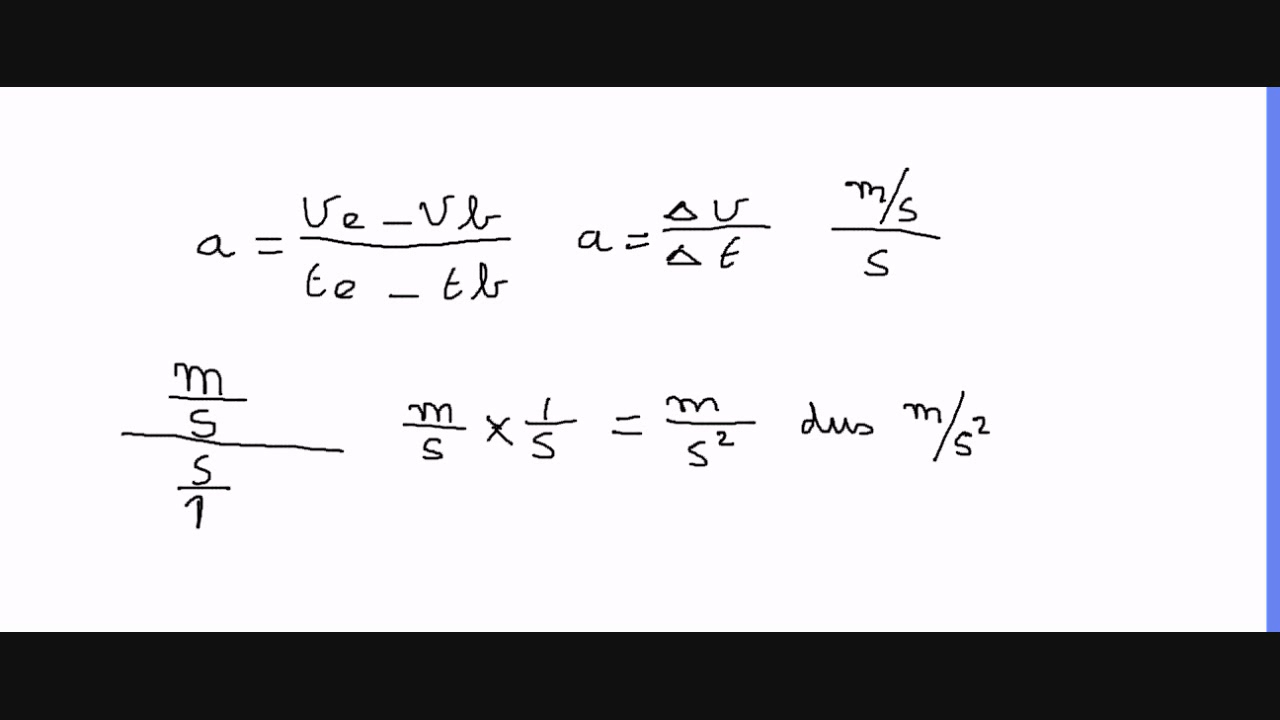 a = (Ve - Vb) / (te - tb)   a = Δv / Δt   (m/s) / s
(m/s) / (s/1)   m/s × 1/s = m/s²   dus m/s²